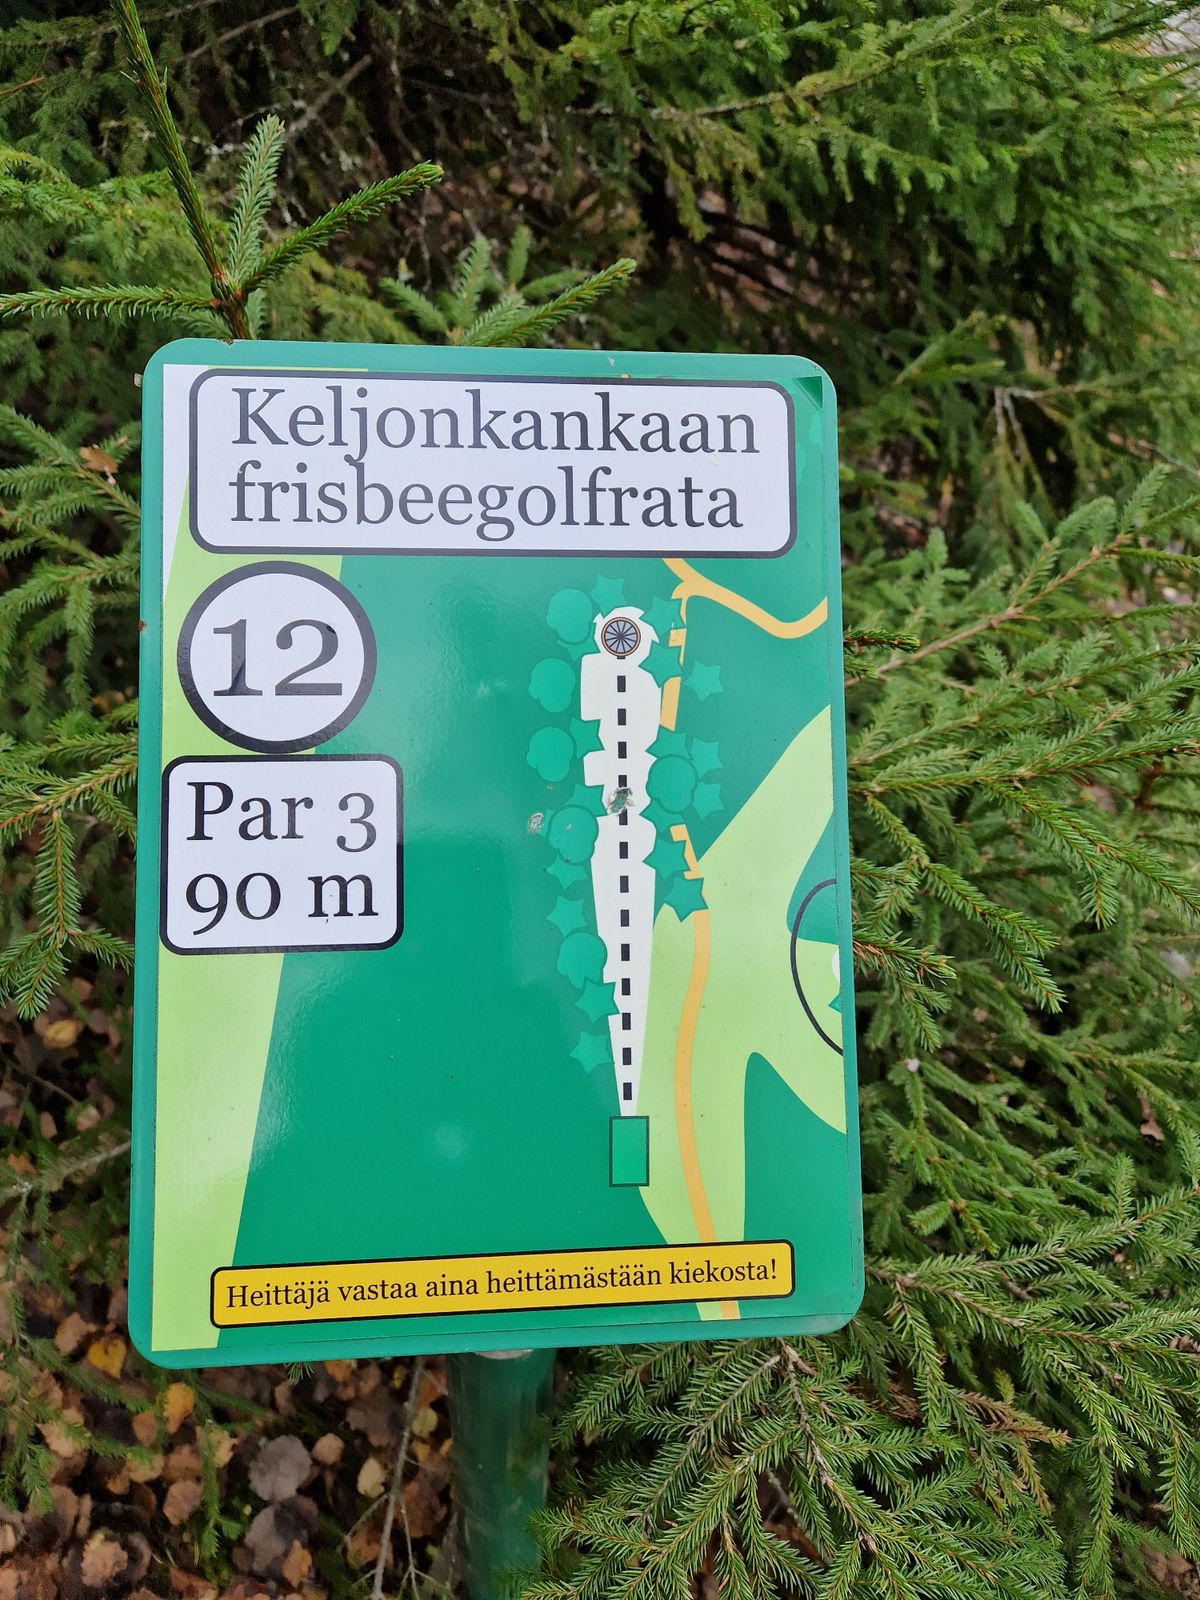 Keljonkankaan
frisbeegolfrata
12
Par 3
90 m
Heittäjä vastaa aina heittämästään kiekosta!